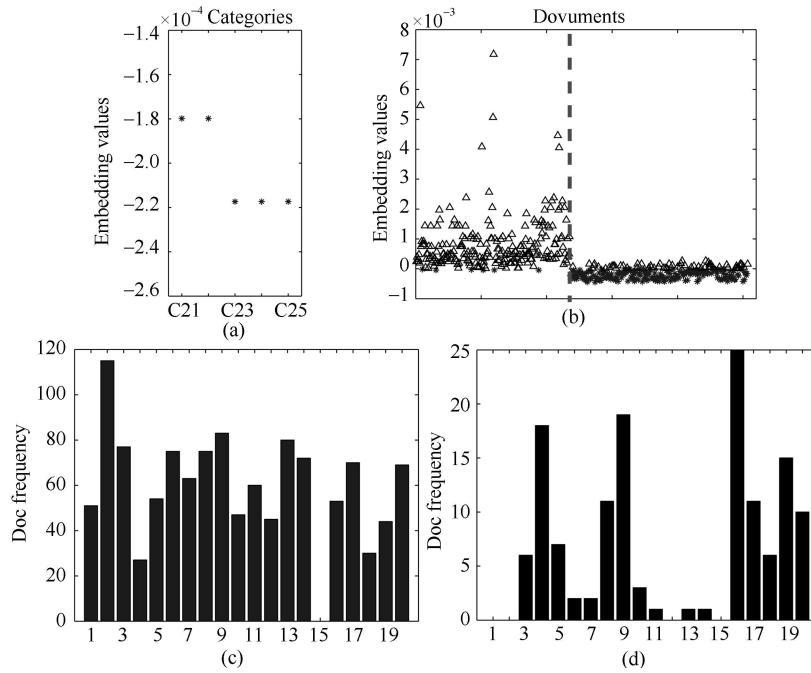 ×10⁻⁴ Categories
−1.4
−1.6
−1.8
−2.0
−2.2
−2.4
−2.6
Embedding values
C21 C23 C25
(a)
Dovuments
×10⁻³
8
7
6
5
4
3
2
1
0
−1
Embedding values
(b)
120
100
80
60
40
20
0
Doc frequency
1 3 5 7 9 11 13 15 17 19
(c)
25
20
15
10
5
0
Doc frequency
1 3 5 7 9 11 13 15 17 19
(d)